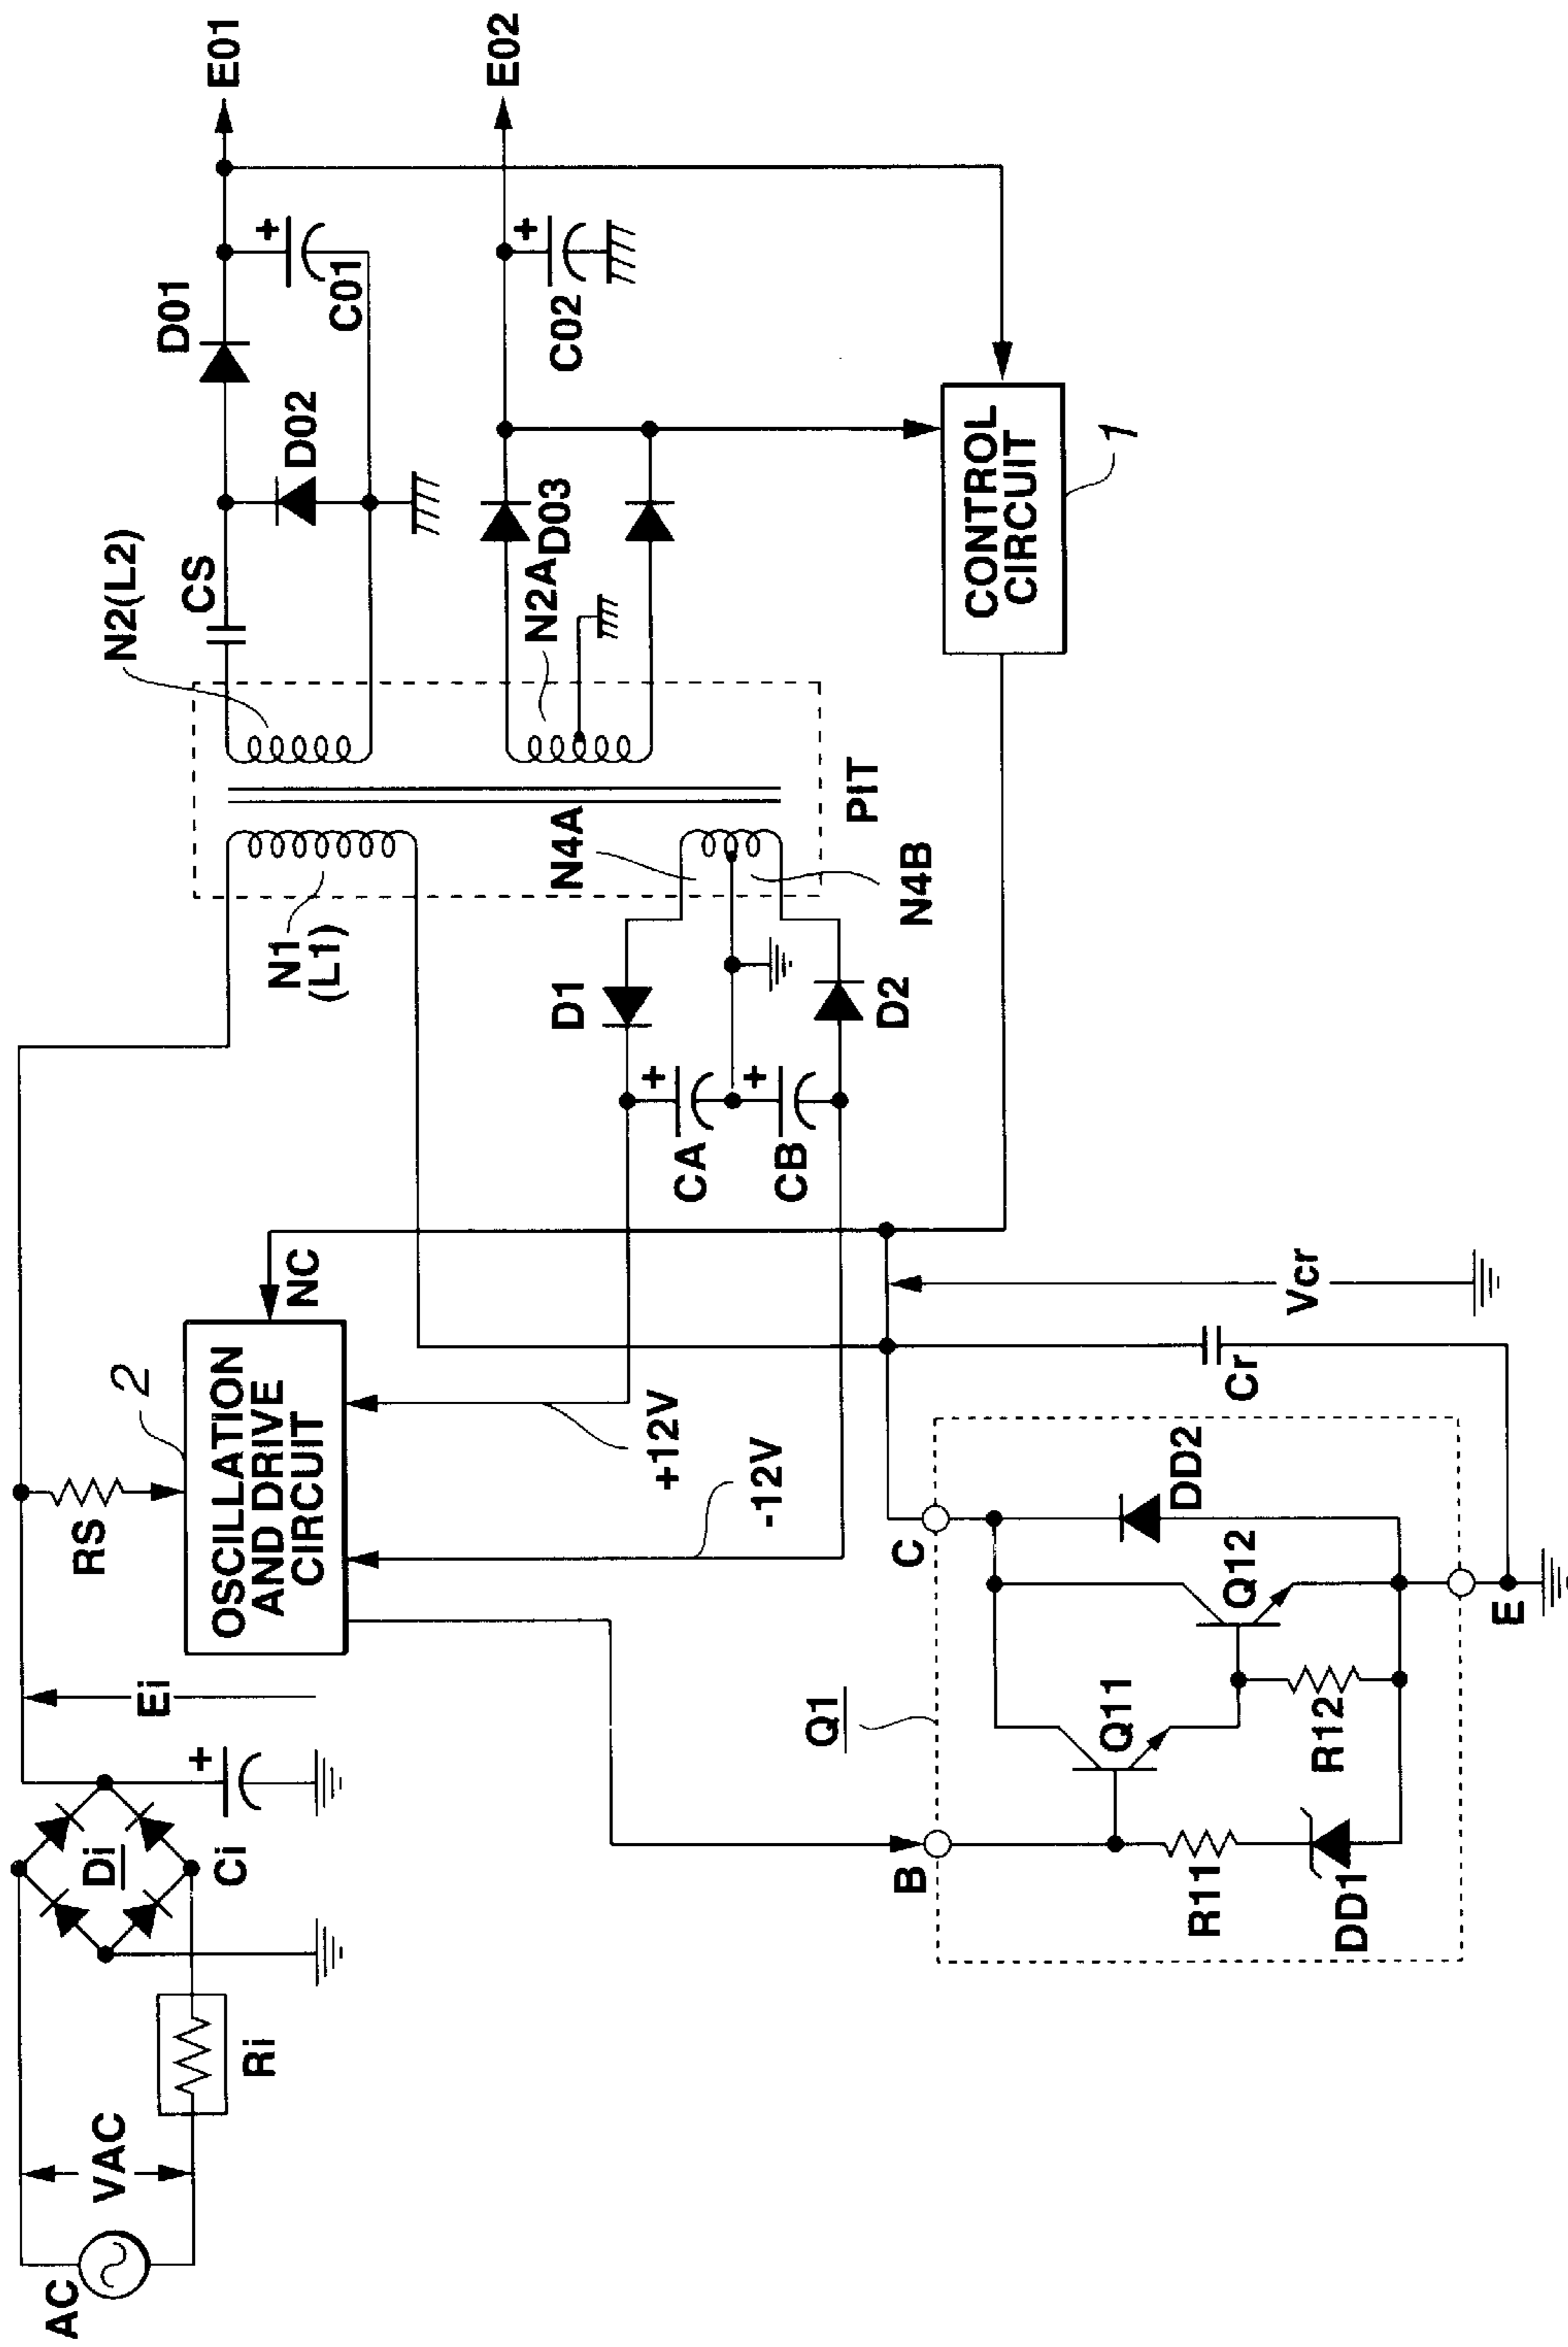 AC
VAC
Ri
Di
Ci
+
Ei
RS
2
OSCILLATION
AND DRIVE
CIRCUIT
NC
+12V
-12V
N1
(L1)
N2(L2)
CS
D01
D02
+
C01
E01
N4A
N4B
PIT
N2A
D03
+
C02
E02
D1
D2
+
CA
+
CB
CONTROL
CIRCUIT
1
Q1
B
C
E
Q11
Q12
R11
R12
DD1
DD2
Cr
Vcr